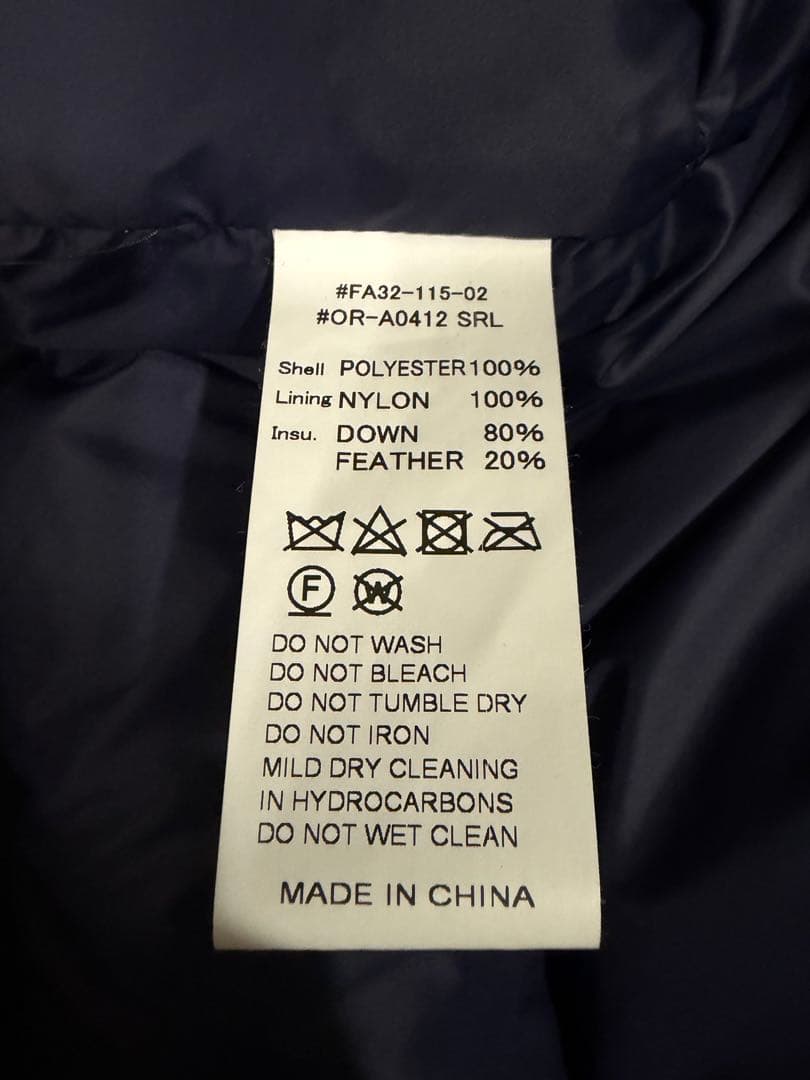 #FA32-115-02
#OR-A0412 SRL
Shell POLYESTER 100%
Lining NYLON 100%
Insu. DOWN 80%
FEATHER 20%
F W
DO NOT WASH
DO NOT BLEACH
DO NOT TUMBLE DRY
DO NOT IRON
MILD DRY CLEANING
IN HYDROCARBONS
DO NOT WET CLEAN
MADE IN CHINA